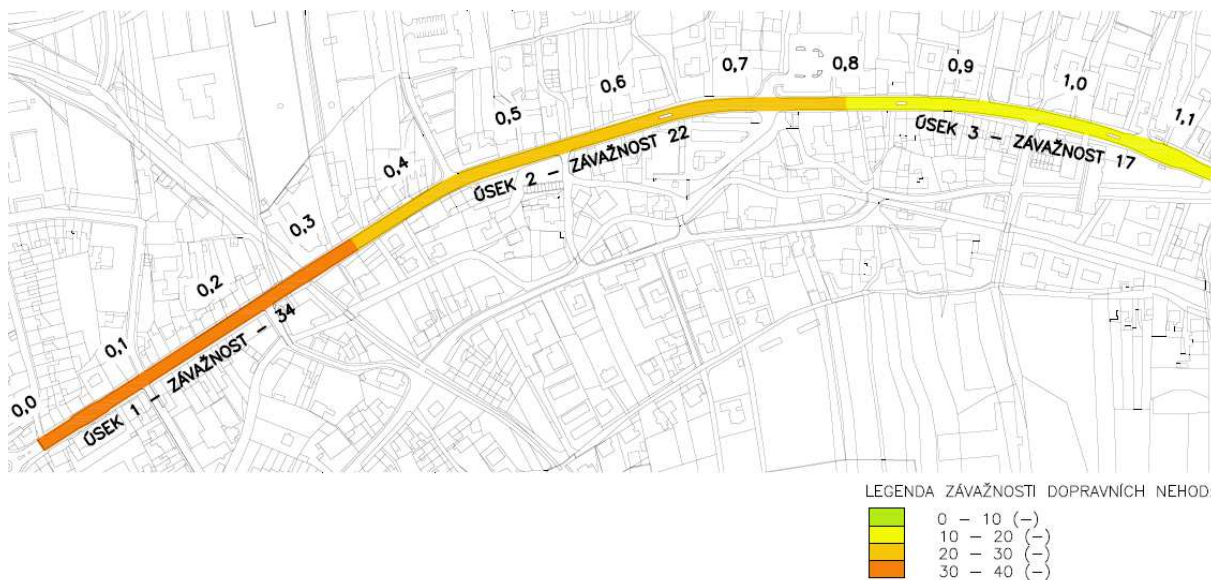 0,0
0,1
0,2
0,3
0,4
0,5
0,6
0,7
0,8
0,9
1,0
1,1
ÚSEK 1 – ZÁVAŽNOST – 34
ÚSEK 2 – ZÁVAŽNOST 22
ÚSEK 3 – ZÁVAŽNOST 17
LEGENDA ZÁVAŽNOSTI DOPRAVNÍCH NEHOD:
0 – 10 (–)
10 – 20 (–)
20 – 30 (–)
30 – 40 (–)